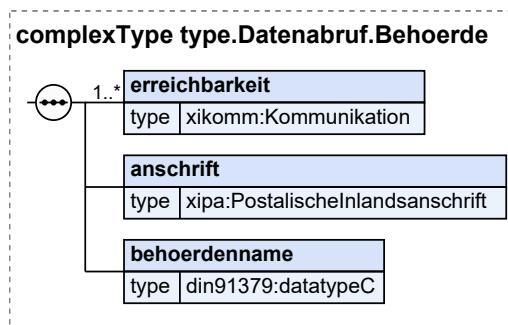 complexType type.Datenabruf.Behoerde
1..* erreichbarkeit
type xikomm:Kommunikation
anschrift
type xipa:PostalischeInlandsanschrift
behoerdenname
type din91379:datatypeC